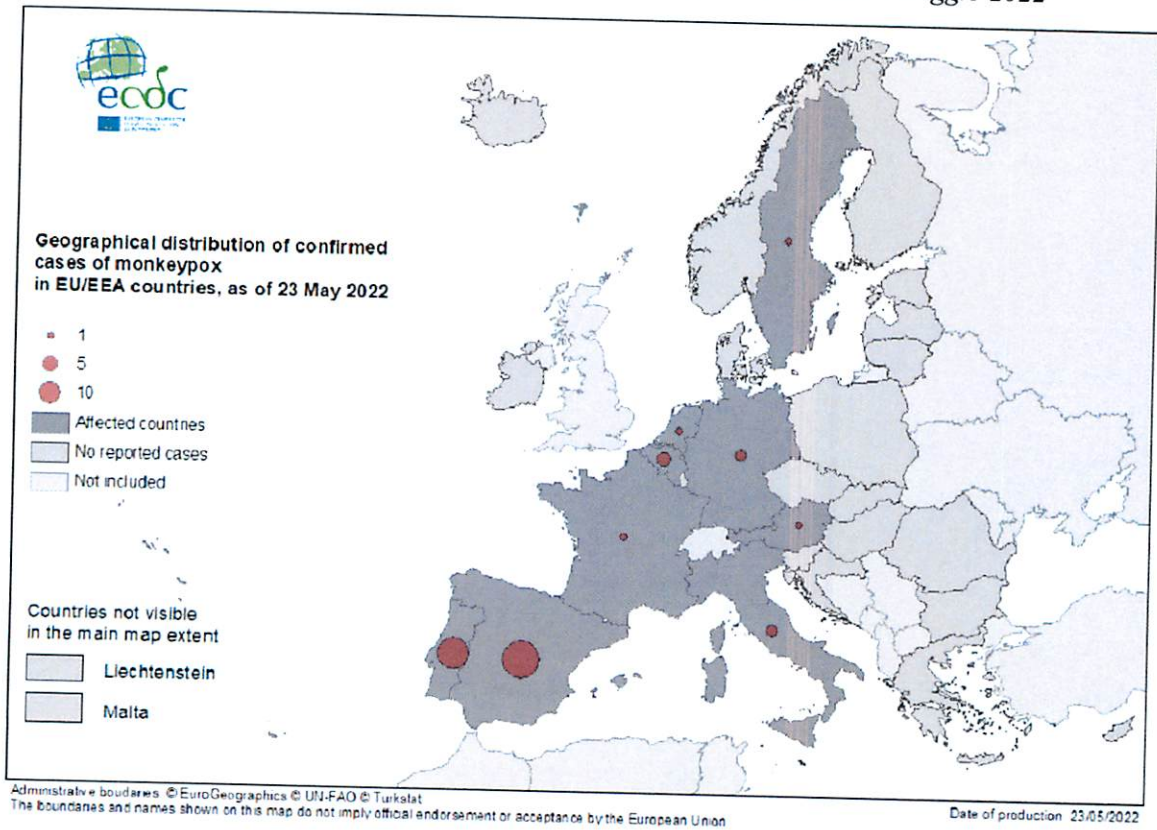 2022
ecdc
Geographical distribution of confirmed
cases of monkeypox
in EU/EEA countries, as of 23 May 2022
1
5
10
Affected countries
No reported cases
Not included
Countries not visible
in the main map extent
Liechtenstein
Malta
Administrative boudaries © EuroGeographics © UN-FAO © Turkstat
The boundaries and names shown on this map do not imply official endorsement or acceptance by the European Union
Date of production 23/05/2022